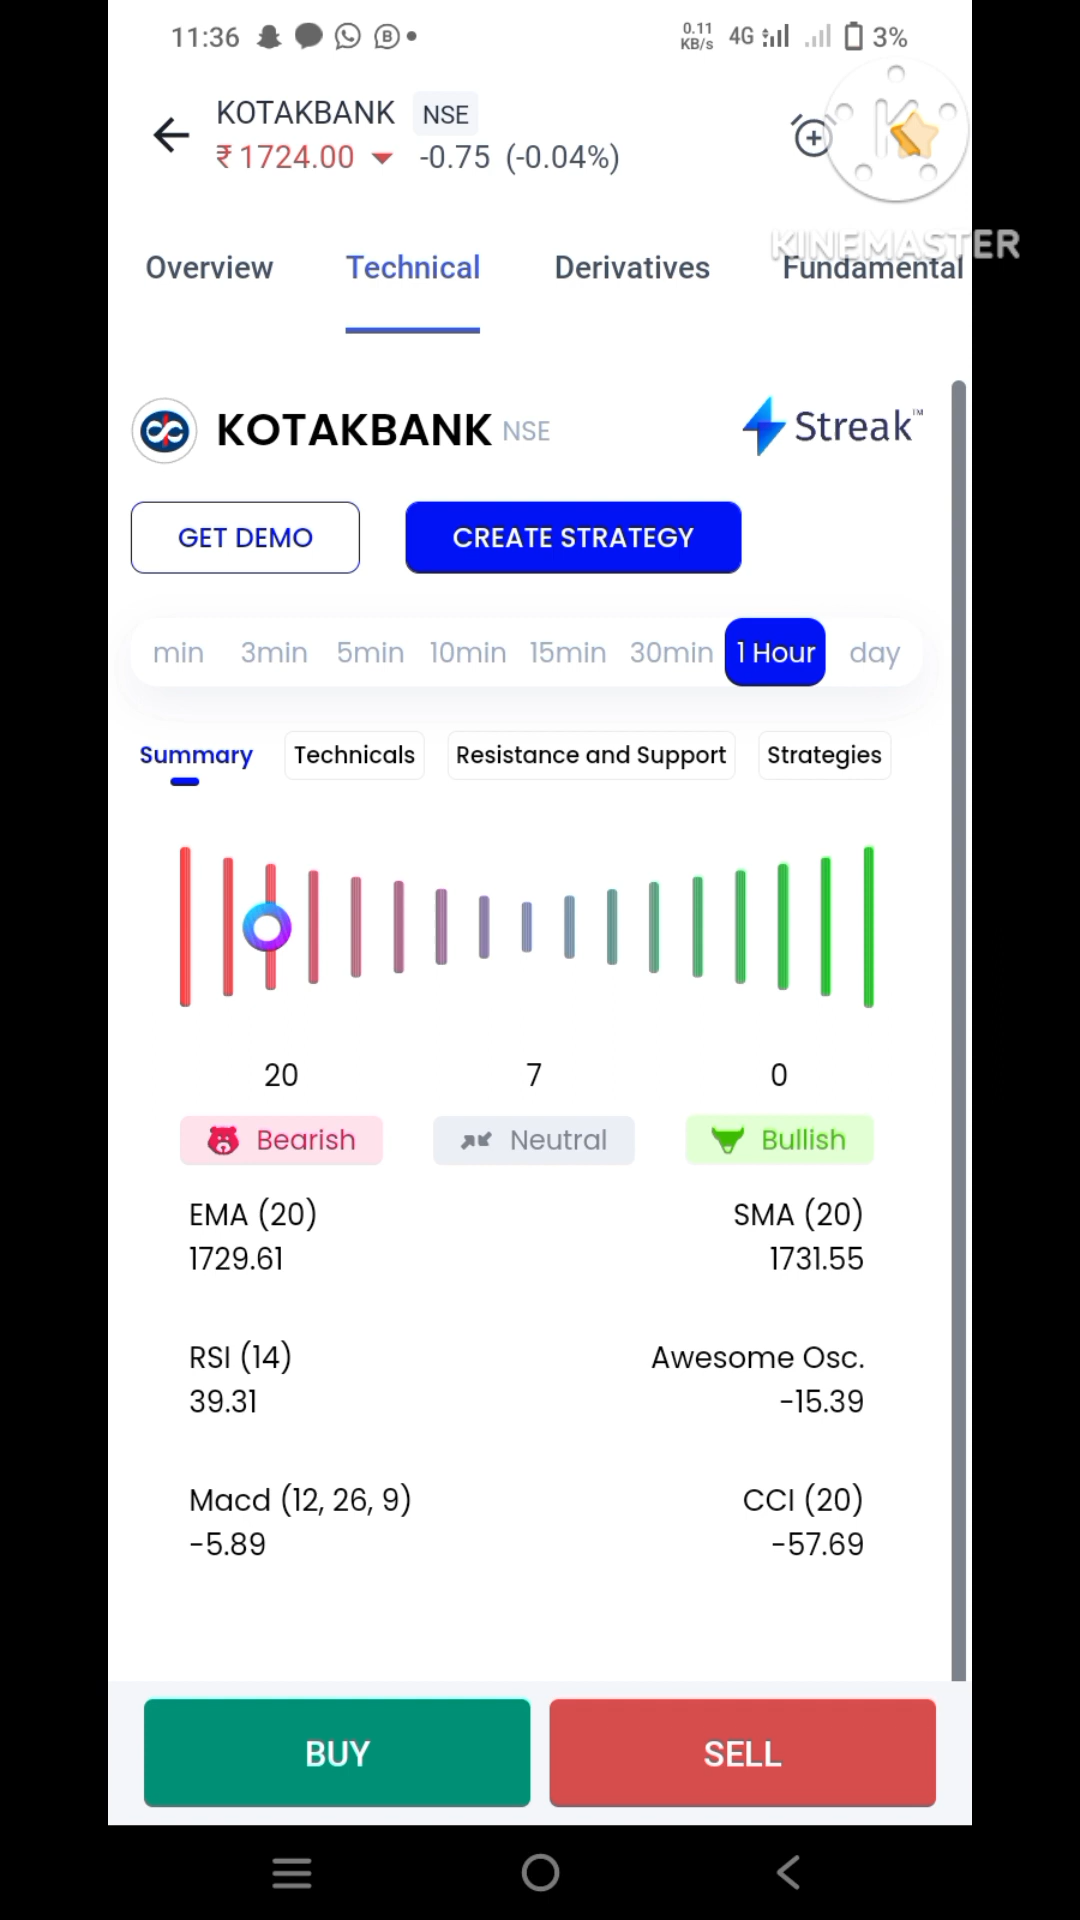 11:36 0.11 KB/s 4G 3%
KOTAKBANK NSE
₹ 1724.00 -0.75 (-0.04%)
K
KINEMASTER
Overview Technical Derivatives Fundamental
KOTAKBANK NSE Streak™
GET DEMO CREATE STRATEGY
min 3min 5min 10min 15min 30min 1 Hour day
Summary Technicals Resistance and Support Strategies
20 7 0
Bearish Neutral Bullish
EMA (20) SMA (20)
1729.61 1731.55
RSI (14) Awesome Osc.
39.31 -15.39
Macd (12, 26, 9) CCI (20)
-5.89 -57.69
BUY SELL